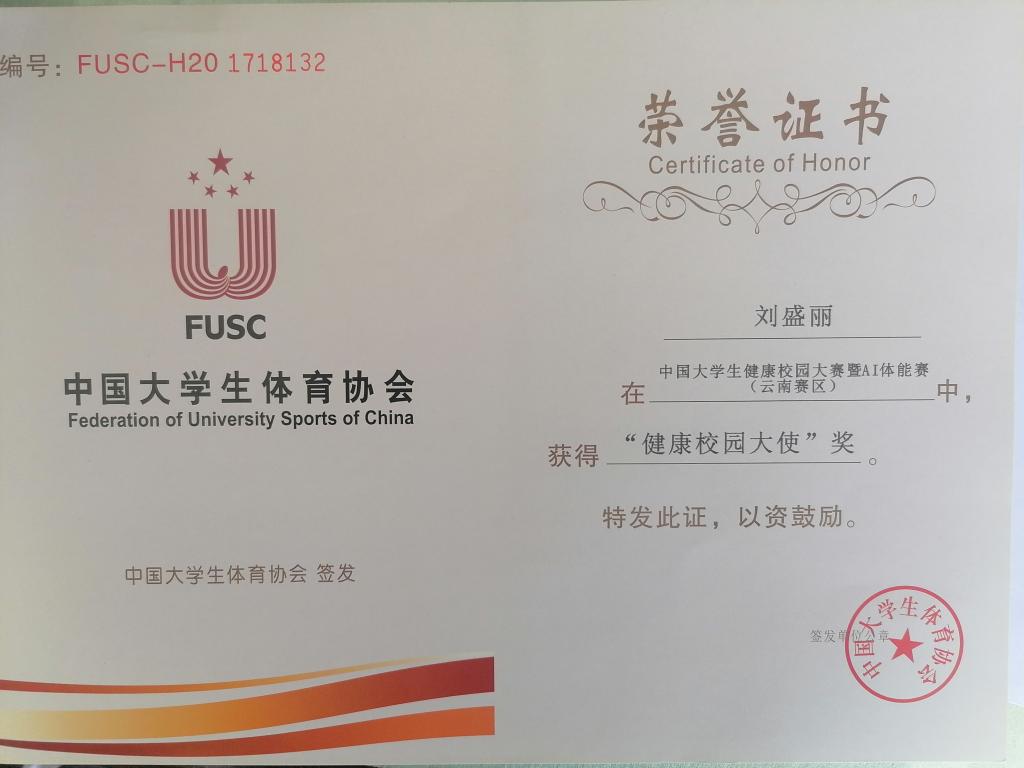 编号：FUSC-H20 1718132
FUSC
中国大学生体育协会
Federation of University Sports of China
中国大学生体育协会 签发
荣誉证书
Certificate of Honor
刘盛丽
在 中国大学生健康校园大赛暨AI体能赛
（云南赛区） 中，
获得 “健康校园大使”奖 。
特发此证，以资鼓励。
签发单位公章
中国大学生体育协会